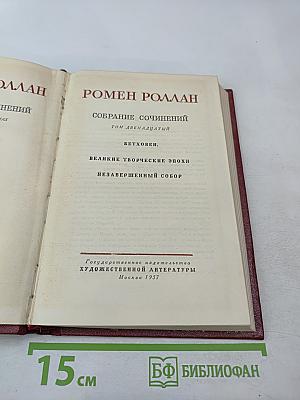 ОЛЛАН
НЕНИЙ
РОМЕН РОЛЛАН
СОБРАНИЕ СОЧИНЕНИЙ
ТОМ ДВЕНАДЦАТЫЙ
БЕТХОВЕН.
ВЕЛИКИЕ ТВОРЧЕСКИЕ ЭПОХИ
НЕЗАВЕРШЕННЫЙ СОБОР
Государственное издательство
ХУДОЖЕСТВЕННОЙ ЛИТЕРАТУРЫ
Москва 1957
15 см
БФ БИБЛИОФАН